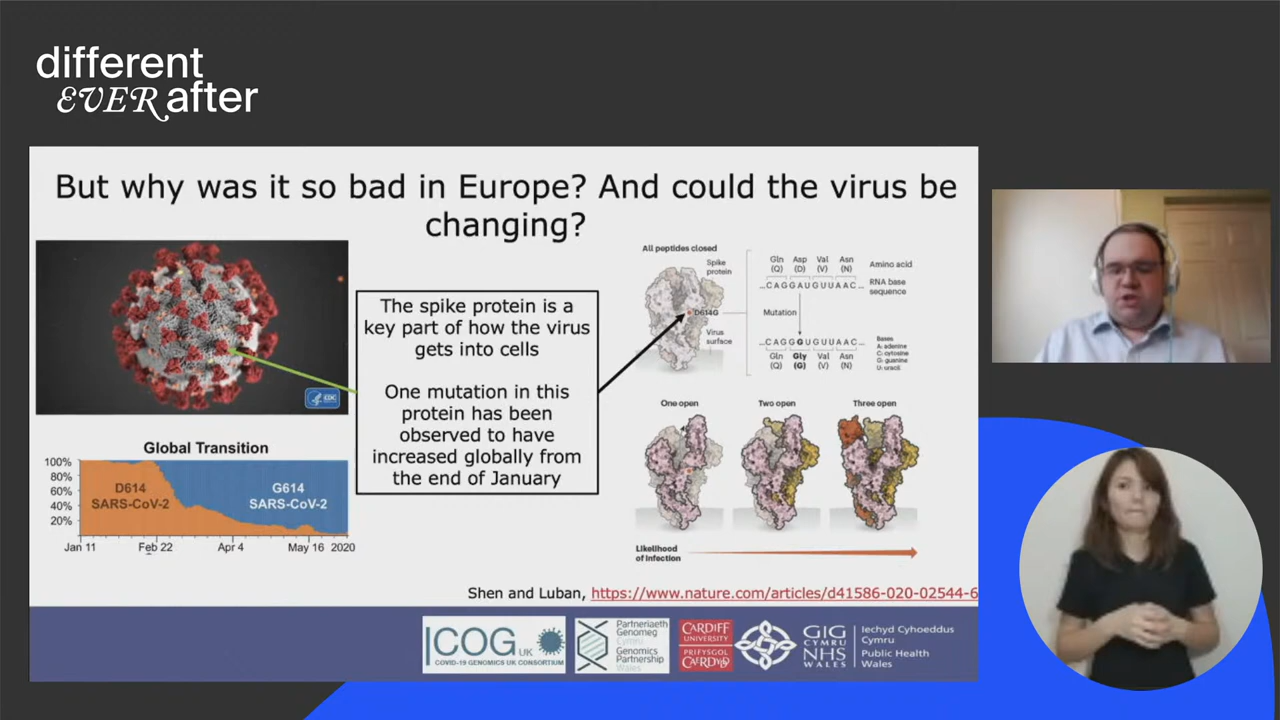 different
EVER after
But why was it so bad in Europe? And could the virus be
changing?
The spike protein is a
key part of how the virus
gets into cells
One mutation in this
protein has been
observed to have
increased globally from
the end of January
CDC
Global Transition
100%
80%
60%
40%
20%
D614
SARS-CoV-2
G614
SARS-CoV-2
Jan 11 Feb 22 Apr 4 May 16 2020
All peptides closed
Spike
protein
D614G
Virus
surface
Gln Asp Val Asn
(Q) (D) (V) (N)
Amino acid
...CAGGAUGUUAAC...
RNA base
sequence
Mutation
...CAGGGUGUUAAC...
Gln Gly Val Asn
(Q) (G) (V) (N)
Bases
A: adenine
C: cytosine
G: guanine
U: uracil
One open
Two open
Three open
Likelihood
of infection
Shen and Luban, https://www.nature.com/articles/d41586-020-02544-6
COG UK
COVID-19 GENOMICS UK CONSORTIUM
Partneriaeth
Genomeg
Cymru
Genomics
Partnership
Wales
CARDIFF
UNIVERSITY
PRIFYSGOL
CAERDYDD
GIG
CYMRU
NHS
WALES
Iechyd Cyhoeddus
Cymru
Public Health
Wales